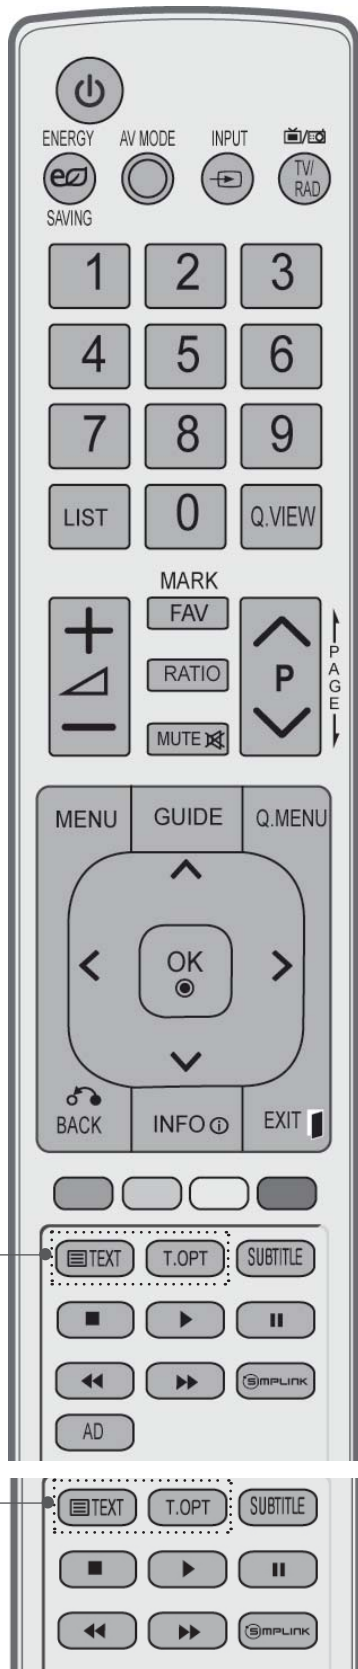 ENERGY AV MODE INPUT
TV/
RAD
SAVING
1 2 3
4 5 6
7 8 9
LIST 0 Q.VIEW
MARK
FAV
RATIO
P
PAGE
MUTE
MENU GUIDE Q.MENU
OK
BACK INFO EXIT
TEXT T.OPT SUBTITLE
SIMPLINK
AD
TEXT T.OPT SUBTITLE
SIMPLINK